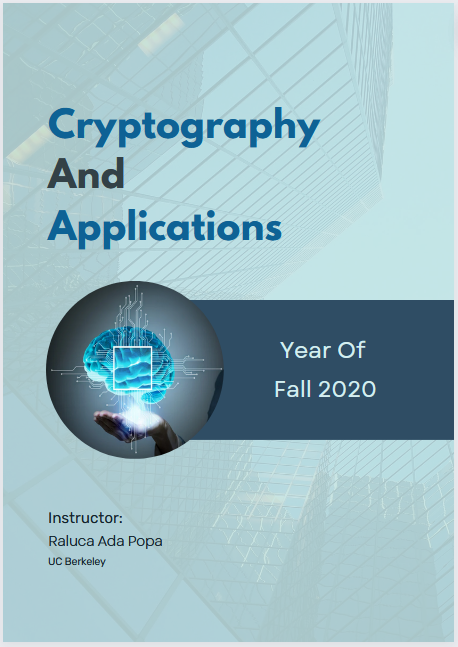 Cryptography
And
Applications
Year Of
Fall 2020
Instructor:
Raluca Ada Popa
UC Berkeley